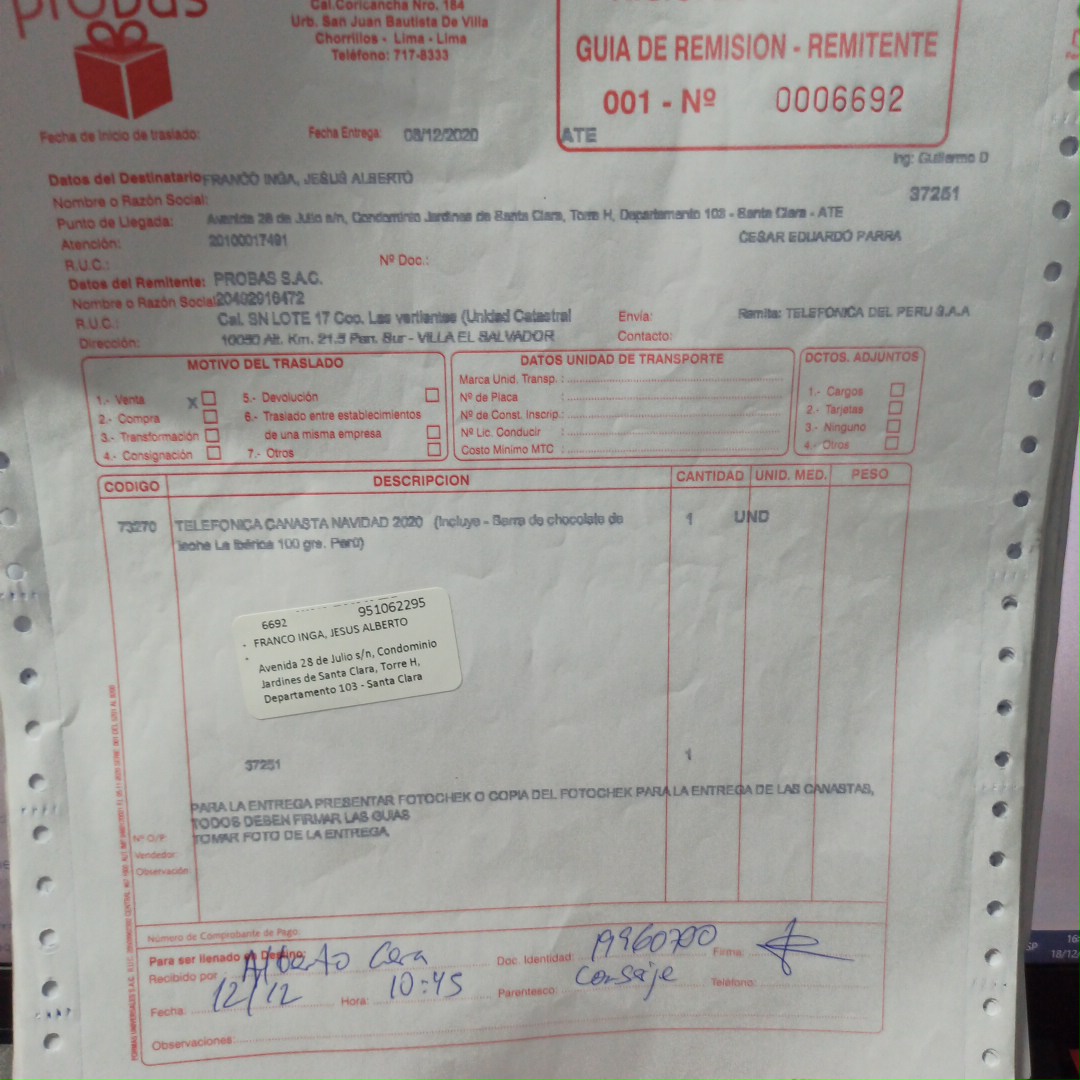 probas
Cal.Coricancha Nro. 184
Urb. San Juan Bautista De Villa
Chorrillos - Lima - Lima
Teléfono: 717-8333
GUIA DE REMISION - REMITENTE
001 - Nº 0006692
Fecha de Inicio de traslado:
Fecha Entrega: 08/12/2020
ATE
Ing: Guillermo D
Datos del Destinatario FRANCO INGA, JESUS ALBERTO
37251
Nombre o Razón Social:
Punto de Llegada: Avenida 28 de Julio s/n, Condominio Jardines de Santa Clara, Torre H, Departamento 103 - Santa Clara - ATE
Atención: 20100017491
CESAR EDUARDO PARRA
R.U.C.: Nº Doc.:
Datos del Remitente: PROBAS S.A.C.
Nombre o Razón Social 20492916472
R.U.C.: Cal. SN LOTE 17 Coo. Las vertientes (Unidad Catastral
Envia: Remite: TELEFONICA DEL PERU S.A.A
Dirección: 10050 Alt. Km. 21.5 Pan. Sur - VILLA EL SALVADOR
Contacto:
MOTIVO DEL TRASLADO
1.- Venta X
2.- Compra
3.- Transformación
4.- Consignación
5.- Devolución
6.- Traslado entre establecimientos
de una misma empresa
7.- Otros
DATOS UNIDAD DE TRANSPORTE
Marca Unid. Transp. :
Nº de Placa :
Nº de Const. Inscrip.:
Nº Lic. Conducir :
Costo Minimo MTC :
DCTOS. ADJUNTOS
1.- Cargos
2.- Tarjetas
3.- Ninguno
4.- Otros
CODIGO DESCRIPCION CANTIDAD UNID. MED. PESO
73270 TELEFONICA CANASTA NAVIDAD 2020 (Incluye - Barra de chocolate de 1 UND
leche La Ibérica 100 grs. Perú)
6692 951062295
FRANCO INGA, JESUS ALBERTO
Avenida 28 de Julio s/n, Condominio
Jardines de Santa Clara, Torre H,
Departamento 103 - Santa Clara
37251 1
PARA LA ENTREGA PRESENTAR FOTOCHEK O COPIA DEL FOTOCHEK PARA LA ENTREGA DE LAS CANASTAS,
TODOS DEBEN FIRMAR LAS GUIAS
TOMAR FOTO DE LA ENTREGA
Nº O/P
Vendedor:
Observación:
Número de Comprobante de Pago:
Para ser llenado en Destino:
Recibido por Alberto Cera Doc. Identidad: 19960700 Firma:
Fecha: 12/12 Hora: 10:45 Parentesco: Conserje Teléfono:
Observaciones: